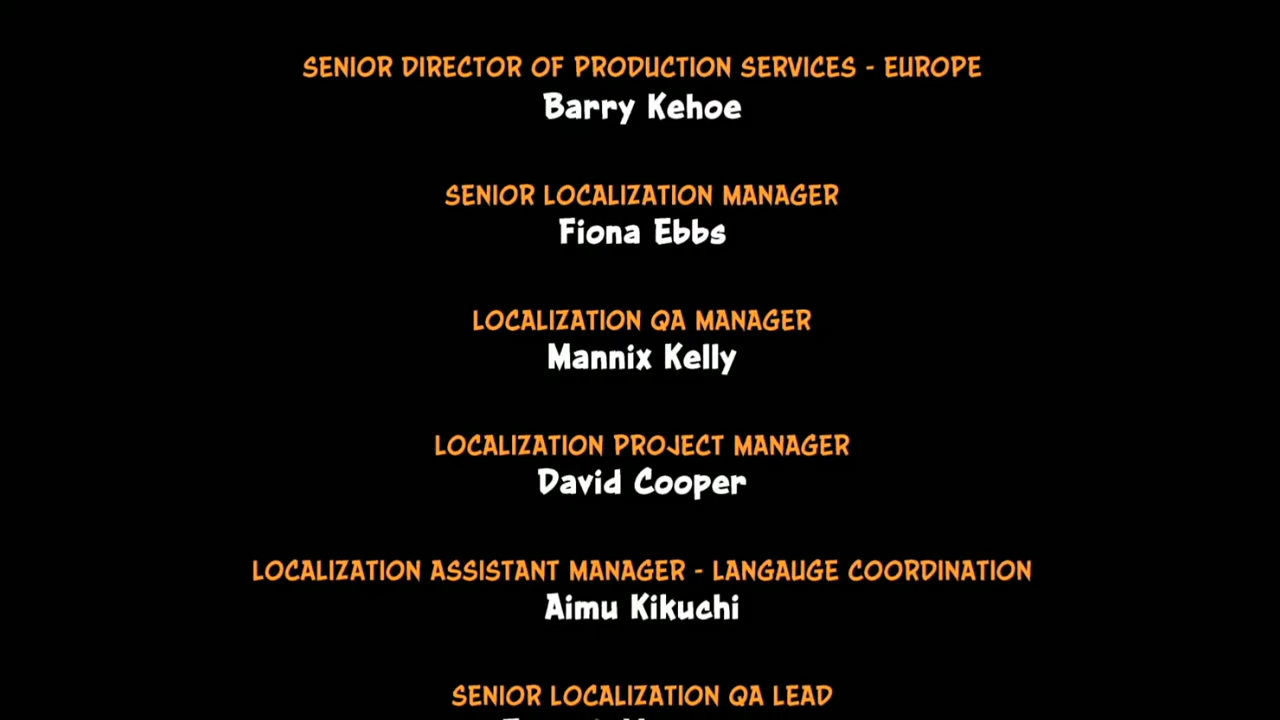 SENIOR DIRECTOR OF PRODUCTION SERVICES - EUROPE
Barry Kehoe
SENIOR LOCALIZATION MANAGER
Fiona Ebbs
LOCALIZATION QA MANAGER
Mannix Kelly
LOCALIZATION PROJECT MANAGER
David Cooper
LOCALIZATION ASSISTANT MANAGER - LANGAUGE COORDINATION
Aimu Kikuchi
SENIOR LOCALIZATION QA LEAD